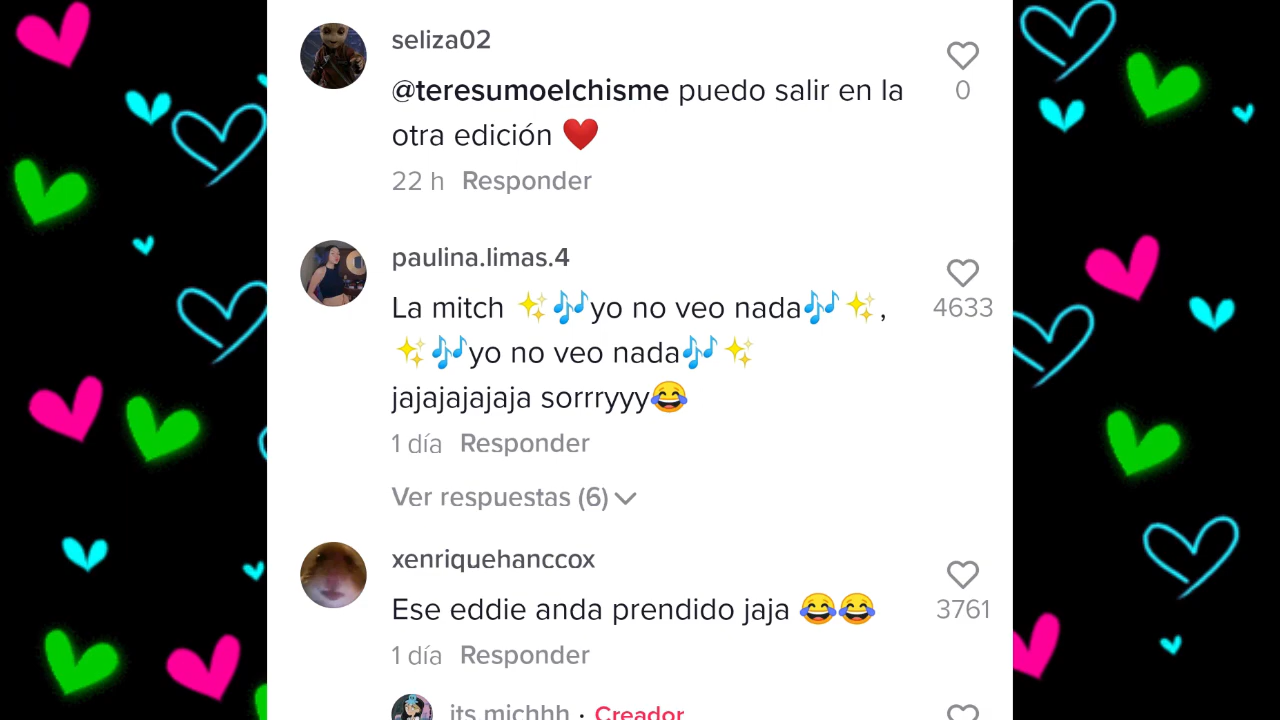 seliza02
@teresumoelchisme puedo salir en la
0
otra edición ❤️
22 h Responder
paulina.limas.4
La mitch ✨🎶yo no veo nada🎶✨,
4633
✨🎶yo no veo nada🎶✨
jajajajajaja sorrryyy😂
1 día Responder
Ver respuestas (6)
xenriquehanccox
Ese eddie anda prendido jaja 😂😂
3761
1 día Responder
its michhh · Creador